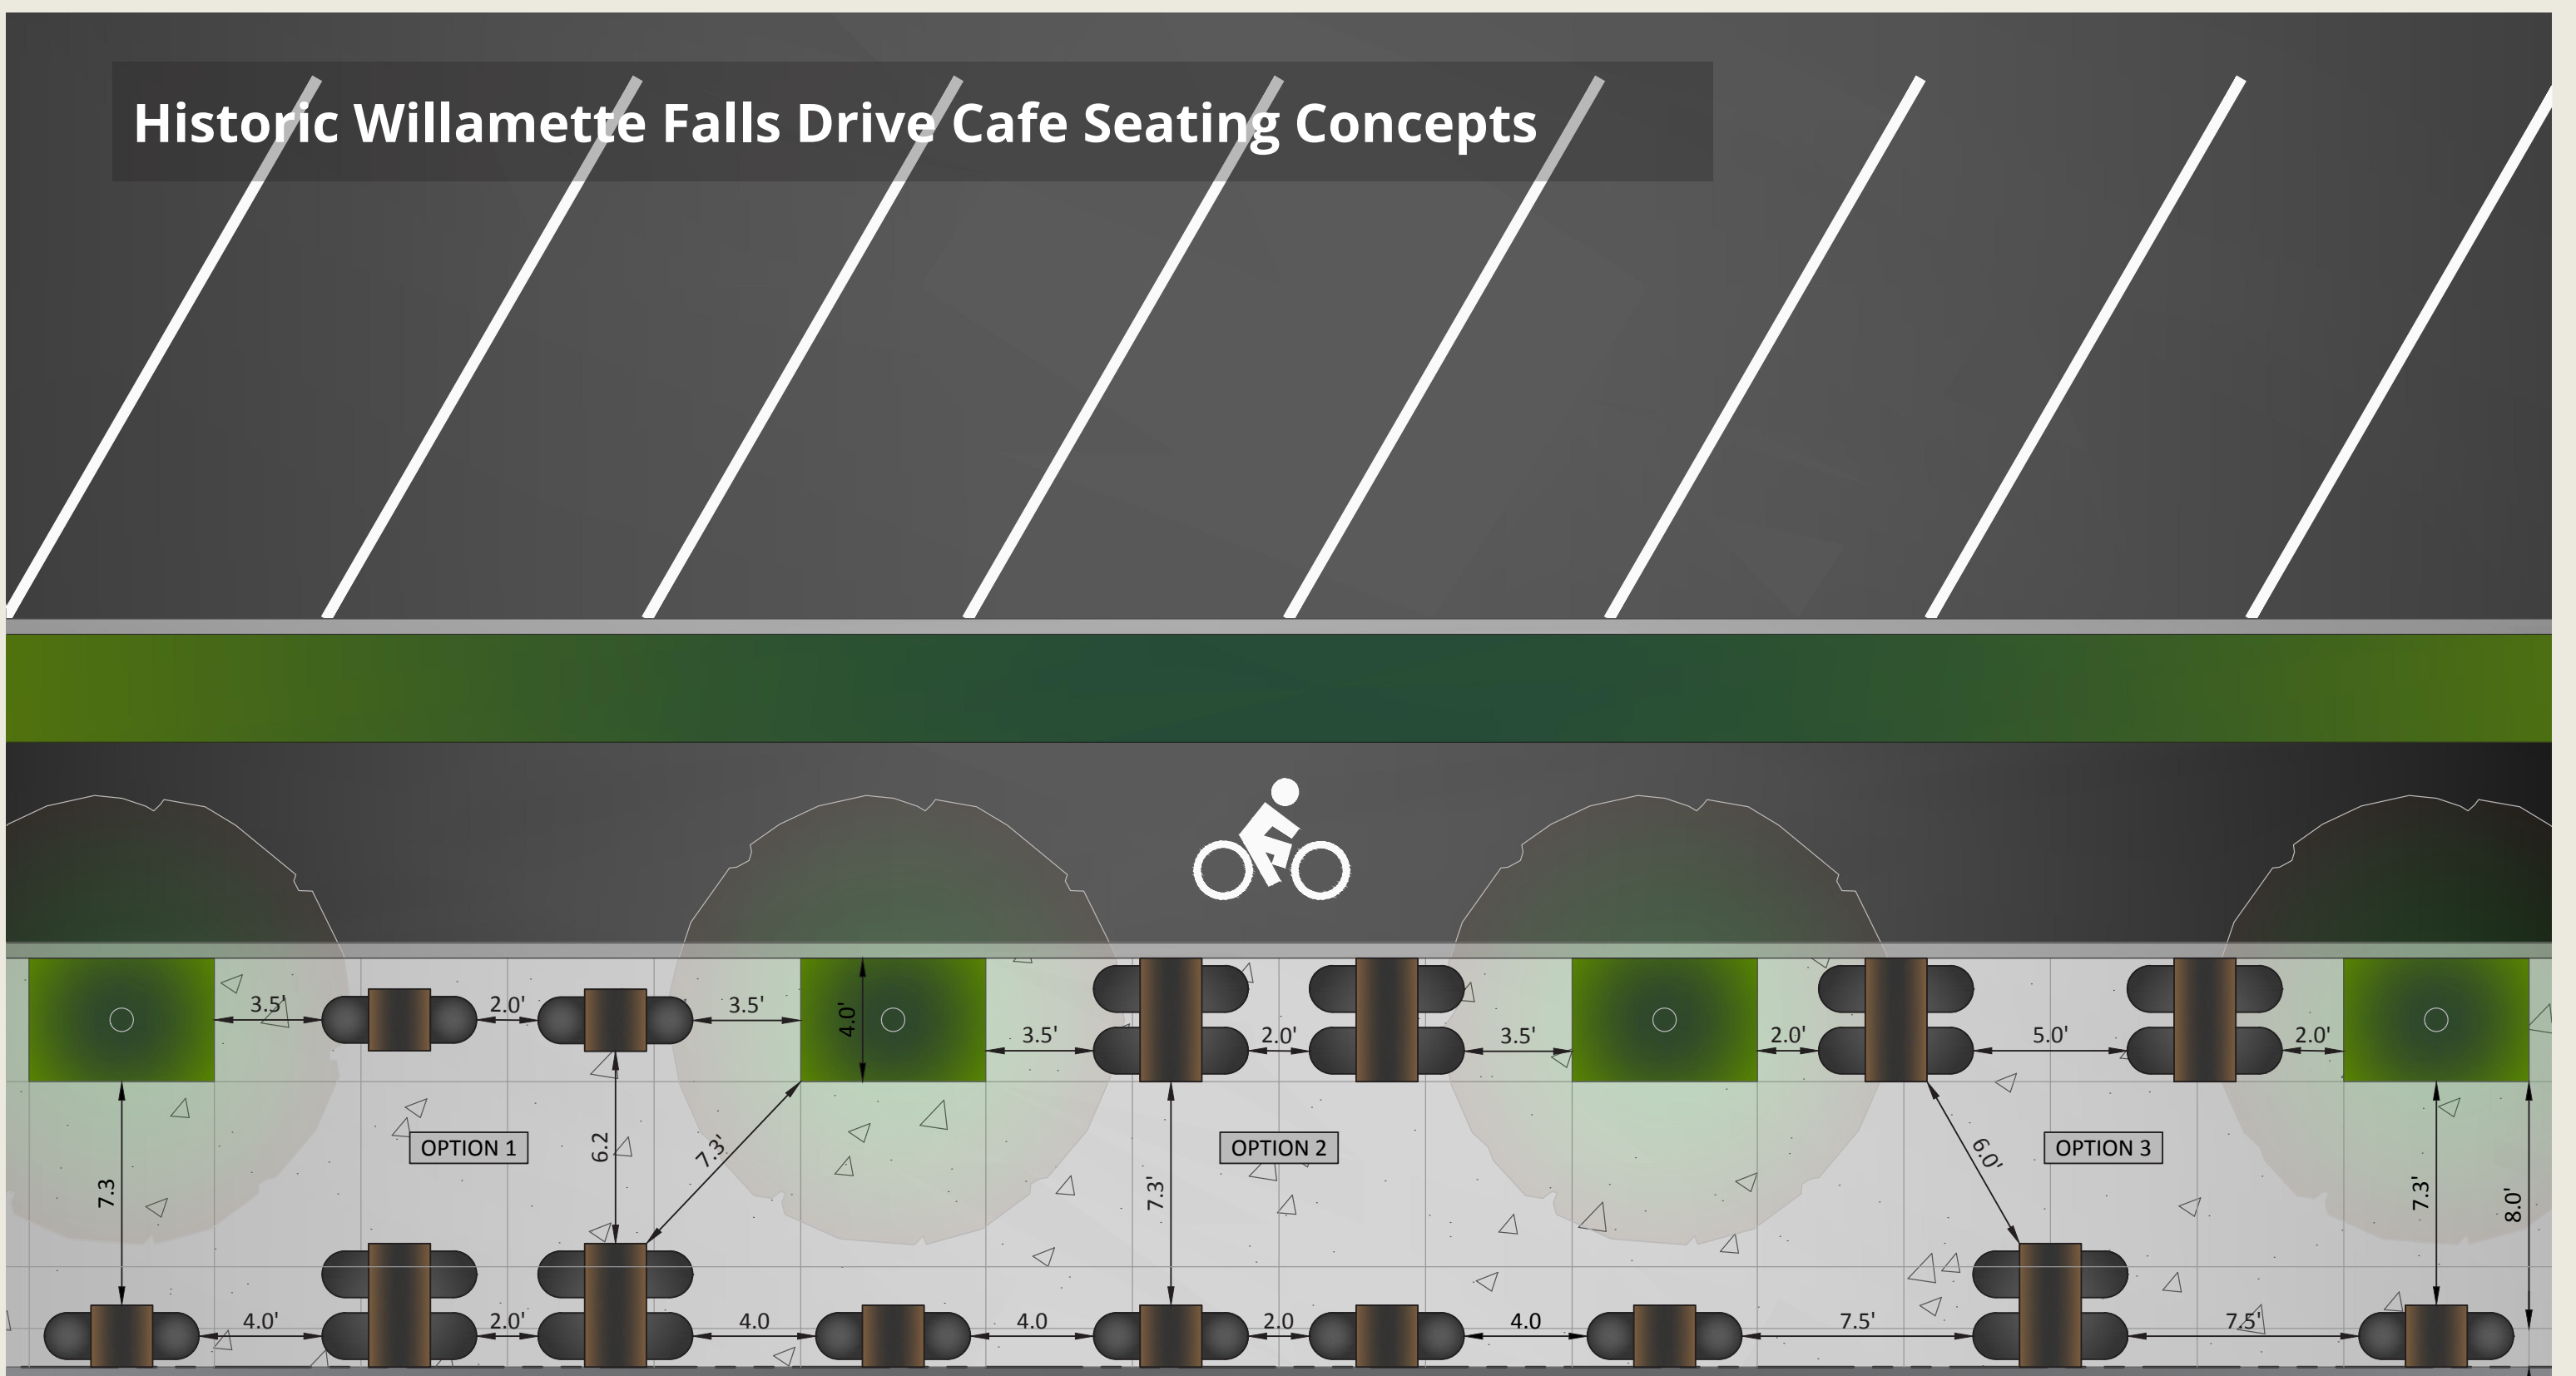 Historic Willamette Falls Drive Cafe Seating Concepts
3.5' 2.0' 3.5' 4.0' 3.5' 2.0' 3.5' 2.0' 5.0' 2.0'
OPTION 1 OPTION 2 OPTION 3
7.3 6.2 7.3' 7.3' 6.0' 7.3' 8.0'
4.0' 2.0' 4.0 4.0 2.0 4.0 7.5' 7.5'